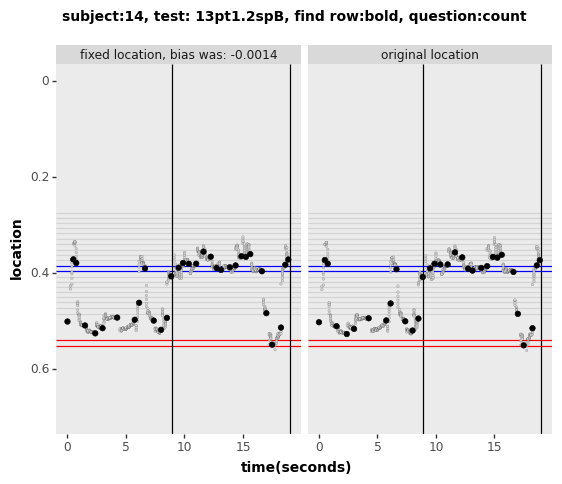 subject:14, test: 13pt1.2spB, find row:bold, question:count
fixed location, bias was: -0.0014
original location
0
0.2
0.4
0.6
location
0 5 10 15
0 5 10 15
time(seconds)